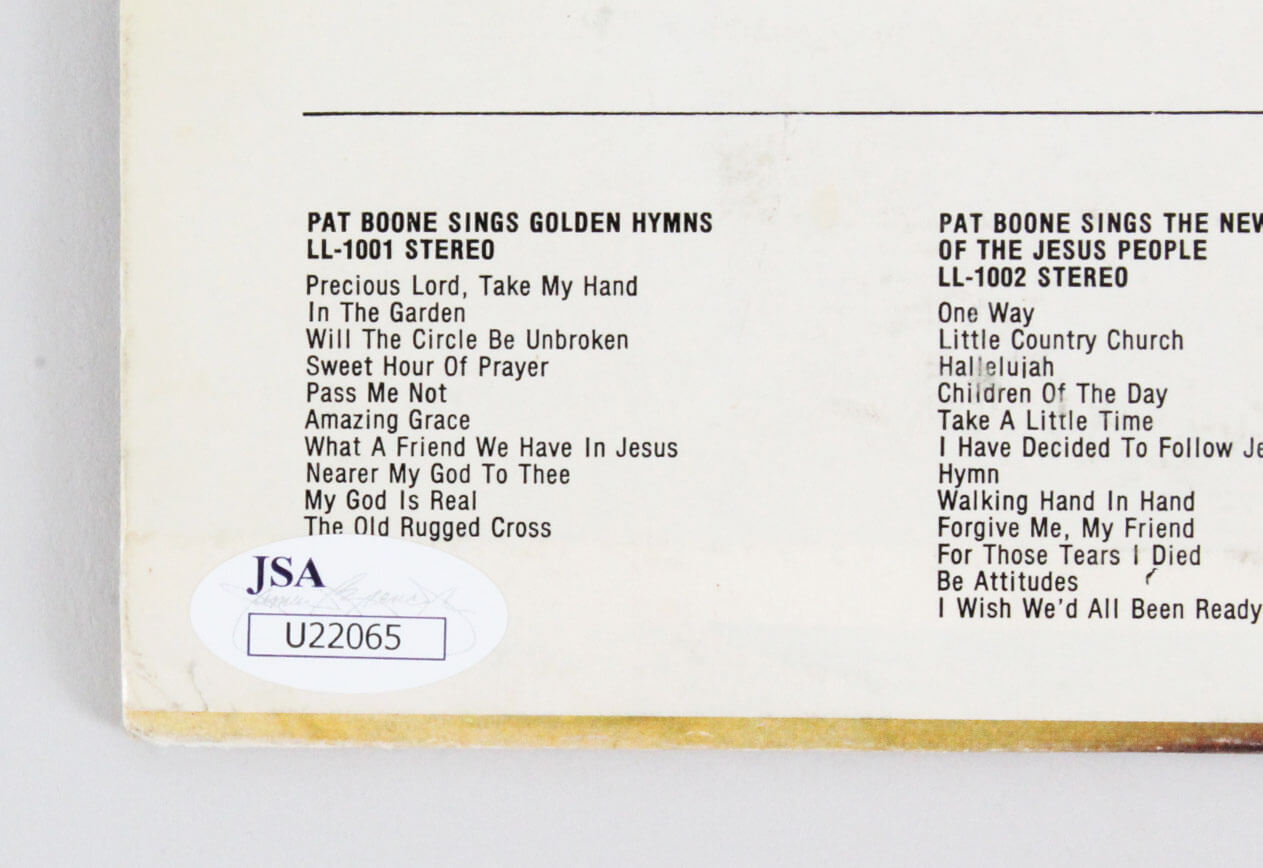 PAT BOONE SINGS GOLDEN HYMNS
LL-1001 STEREO
Precious Lord, Take My Hand
In The Garden
Will The Circle Be Unbroken
Sweet Hour Of Prayer
Pass Me Not
Amazing Grace
What A Friend We Have In Jesus
Nearer My God To Thee
My God Is Real
The Old Rugged Cross
PAT BOONE SINGS THE NEW
OF THE JESUS PEOPLE
LL-1002 STEREO
One Way
Little Country Church
Hallelujah
Children Of The Day
Take A Little Time
I Have Decided To Follow Je
Hymn
Walking Hand In Hand
Forgive Me, My Friend
For Those Tears I Died
Be Attitudes
I Wish We'd All Been Ready
JSA
U22065